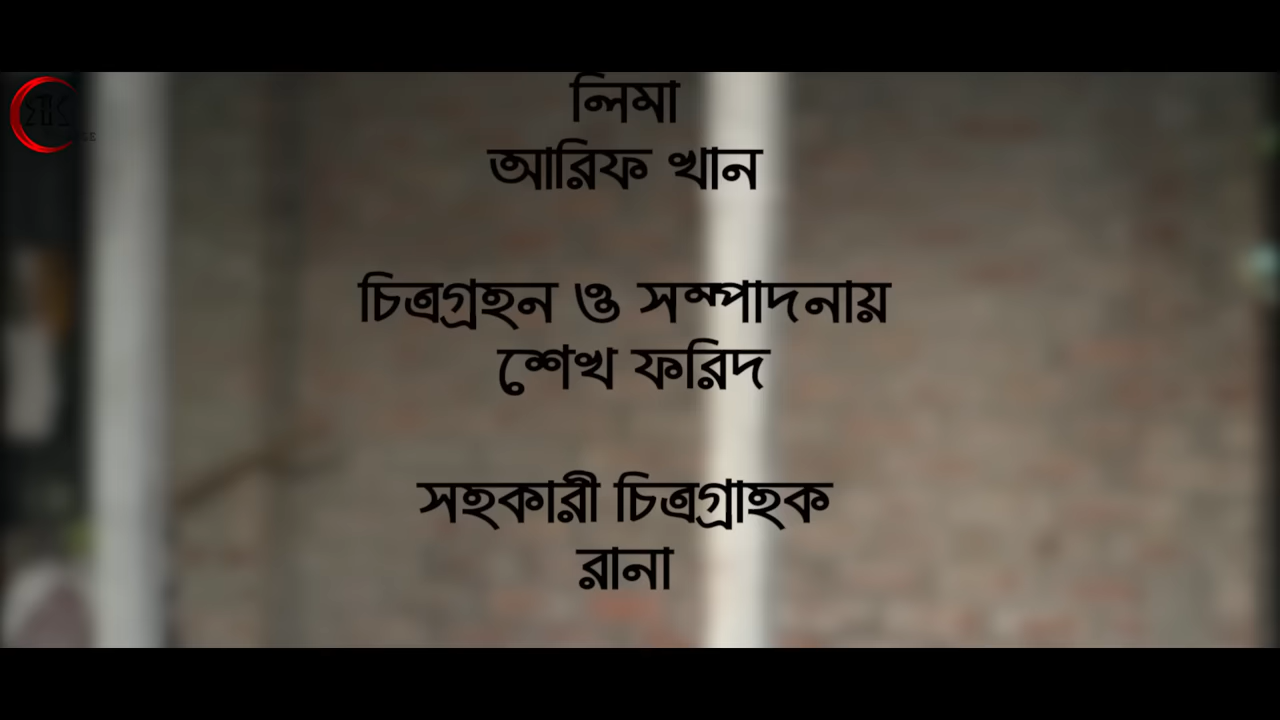 লিমা
আরিফ খান
চিত্রগ্রহন ও সম্পাদনায়
শেখ ফরিদ
সহকারী চিত্রগ্রাহক
রানা